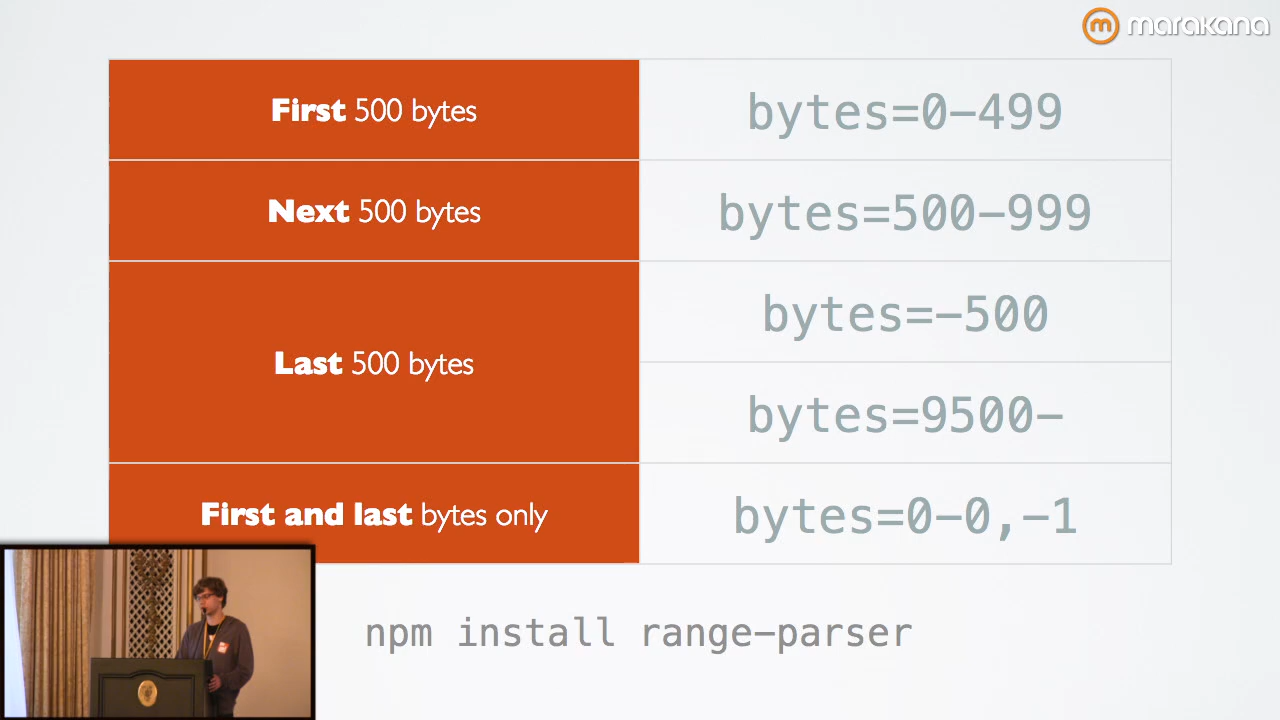 marakana
First 500 bytes
bytes=0-499
Next 500 bytes
bytes=500-999
Last 500 bytes
bytes=-500
bytes=9500-
First and last bytes only
bytes=0-0,-1
npm install range-parser